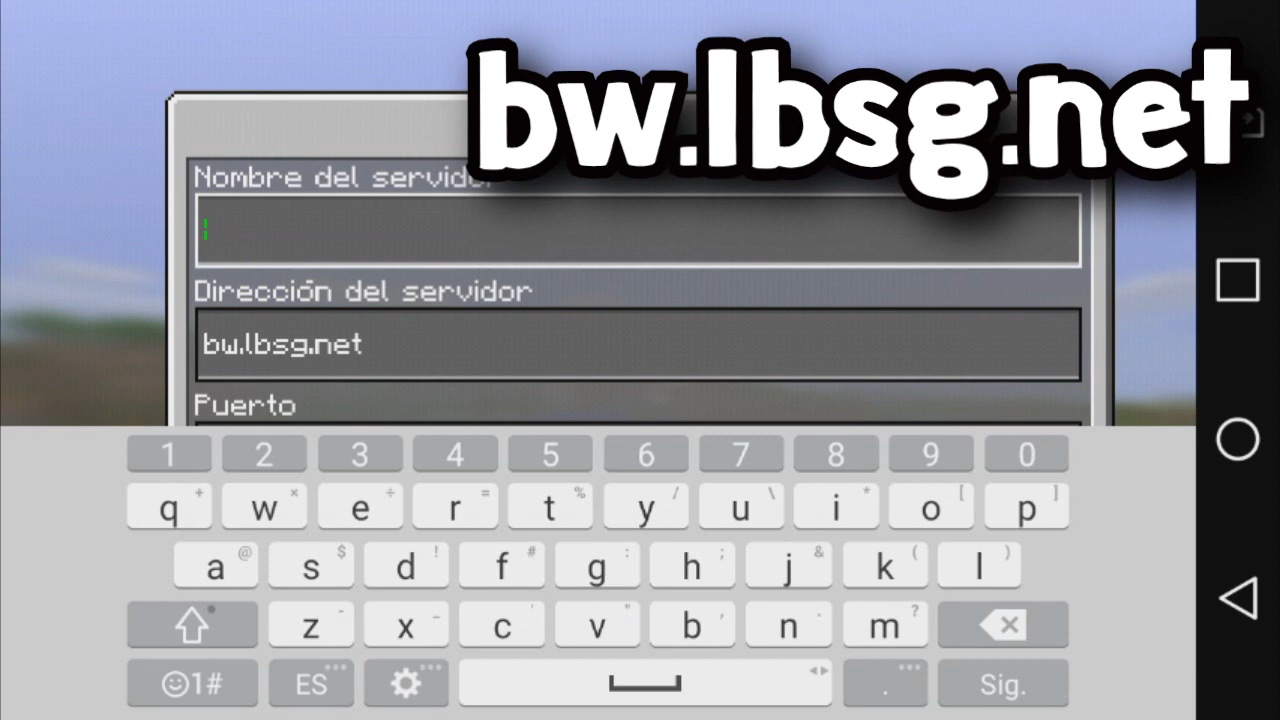 bw.lbsg.net
Nombre del servidor
Dirección del servidor
bw.lbsg.net
Puerto
1 2 3 4 5 6 7 8 9 0
q + w × e ÷ r = t % y / u \ i * o [ p ]
a @ s $ d ! f # g : h ; j & k ( l )
z - x _ c ' v " b , n . m ?
1# ES . Sig.